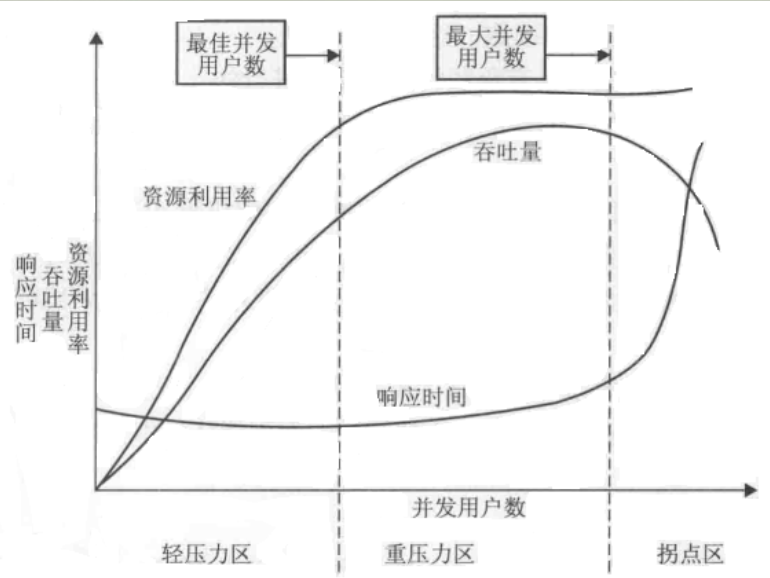 最佳并发
用户数
最大并发
用户数
吞吐量
资源利用率
资源利用率
吞吐量
响应时间
响应时间
并发用户数
轻压力区
重压力区
拐点区